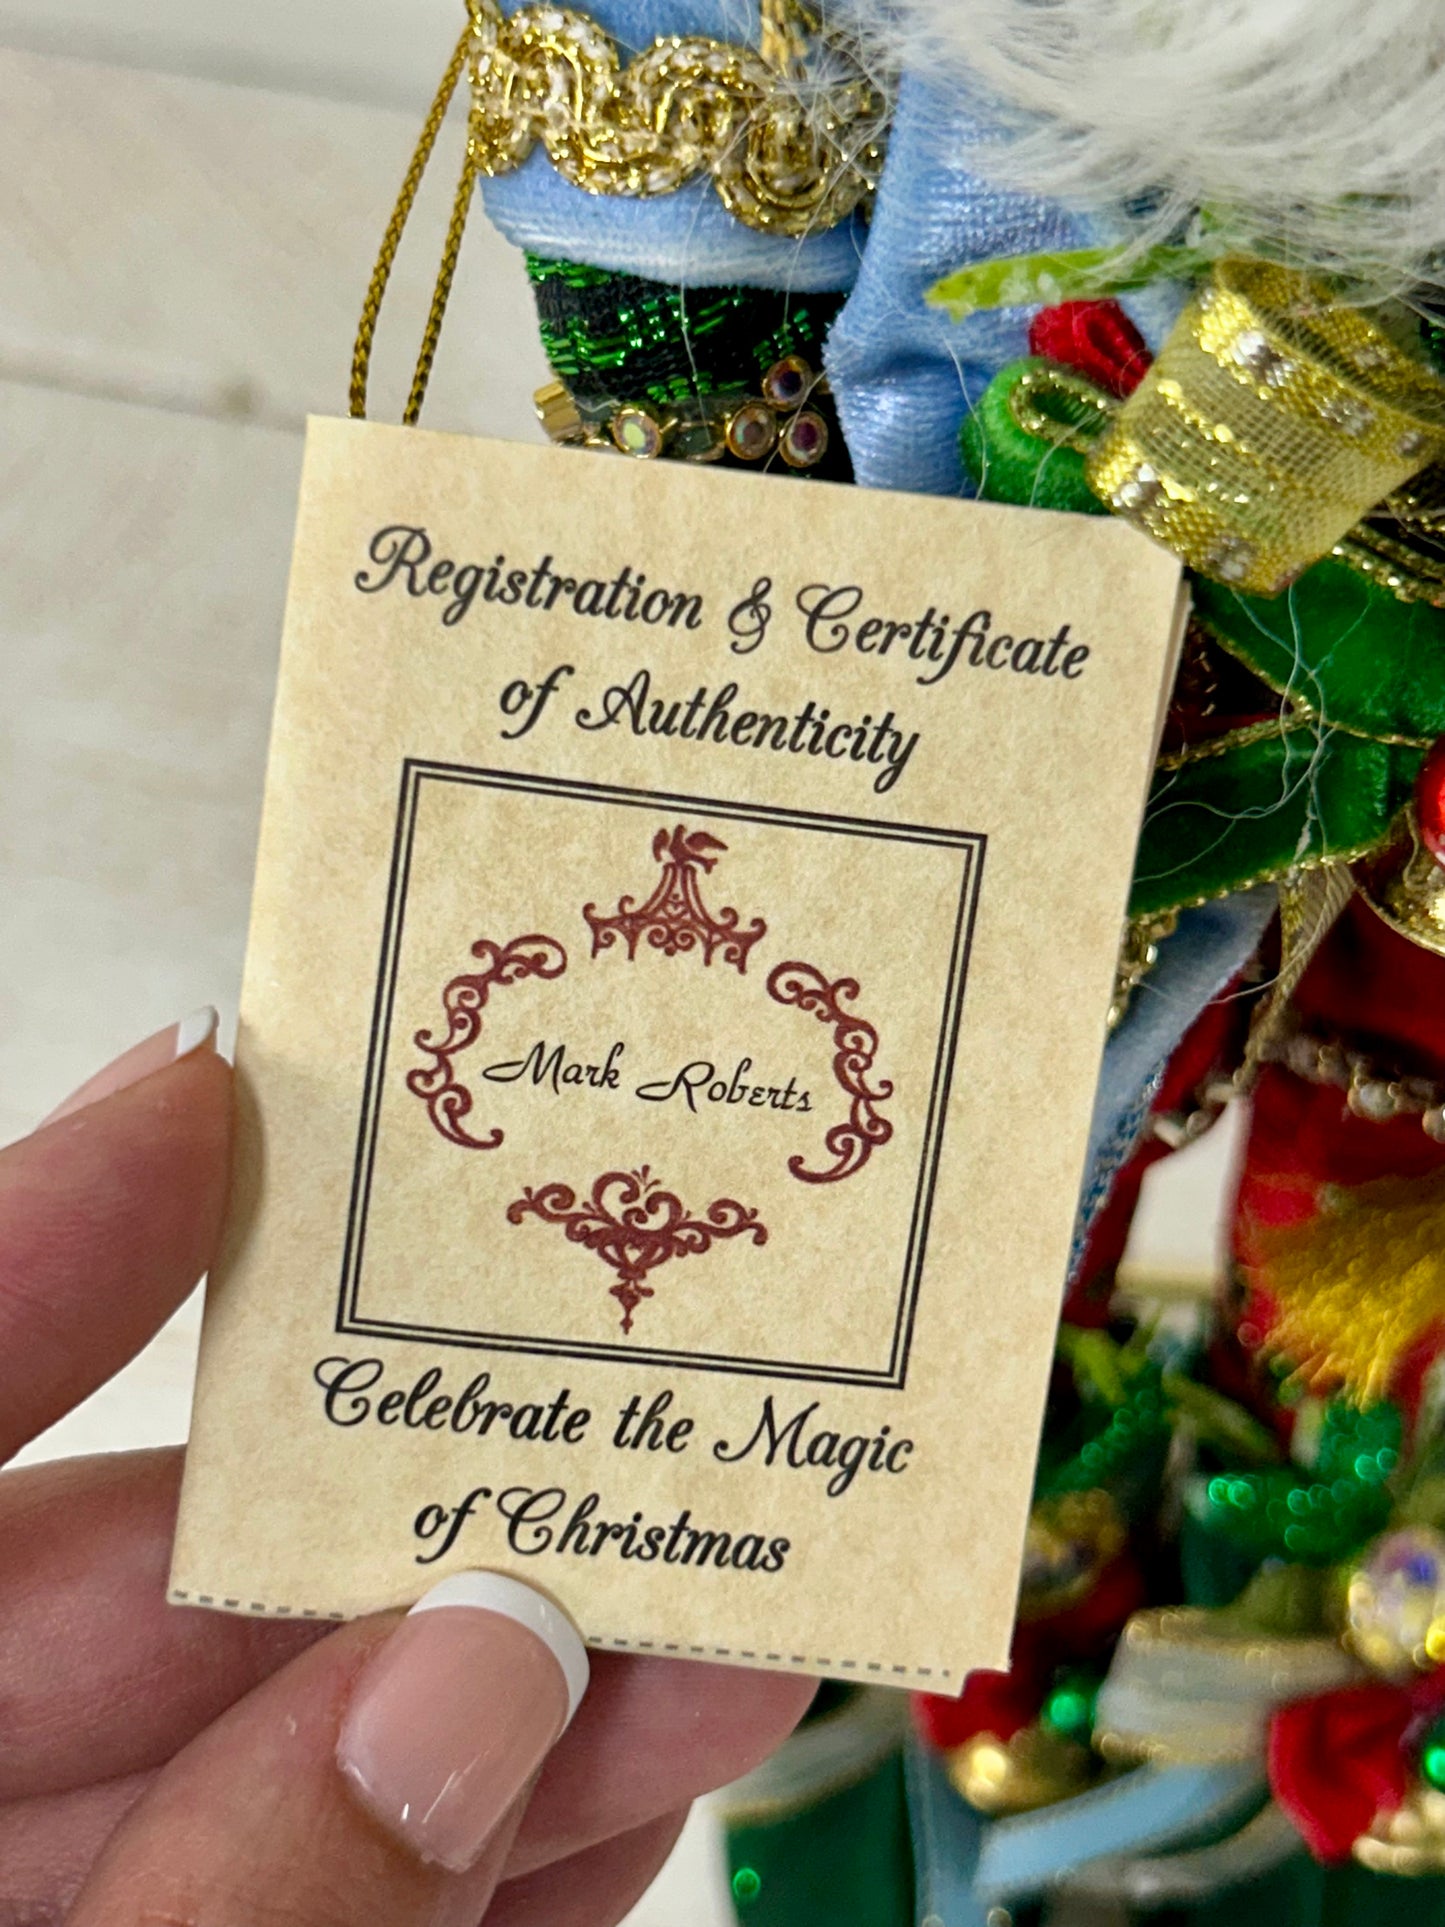 Registration & Certificate
of Authenticity
Mark Roberts
Celebrate the Magic
of Christmas